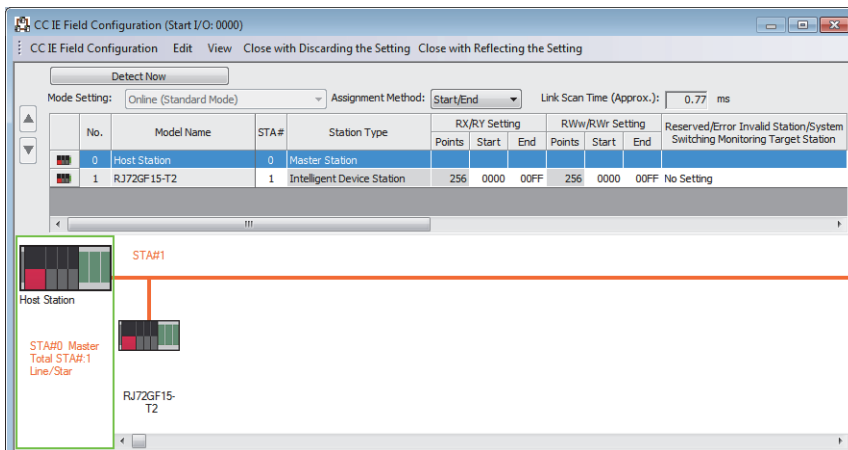 CC IE Field Configuration (Start I/O: 0000)
CC IE Field Configuration Edit View Close with Discarding the Setting Close with Reflecting the Setting
Detect Now
Mode Setting: Online (Standard Mode) Assignment Method: Start/End Link Scan Time (Approx.): 0.77 ms
No. Model Name STA# Station Type RX/RY Setting RWw/RWr Setting Reserved/Error Invalid Station/System
Switching Monitoring Target Station
Points Start End Points Start End
0 Host Station 0 Master Station
1 RJ72GF15-T2 1 Intelligent Device Station 256 0000 00FF 256 0000 00FF No Setting
STA#1
Host Station
STA#0 Master
Total STA#:1
Line/Star
RJ72GF15-
T2